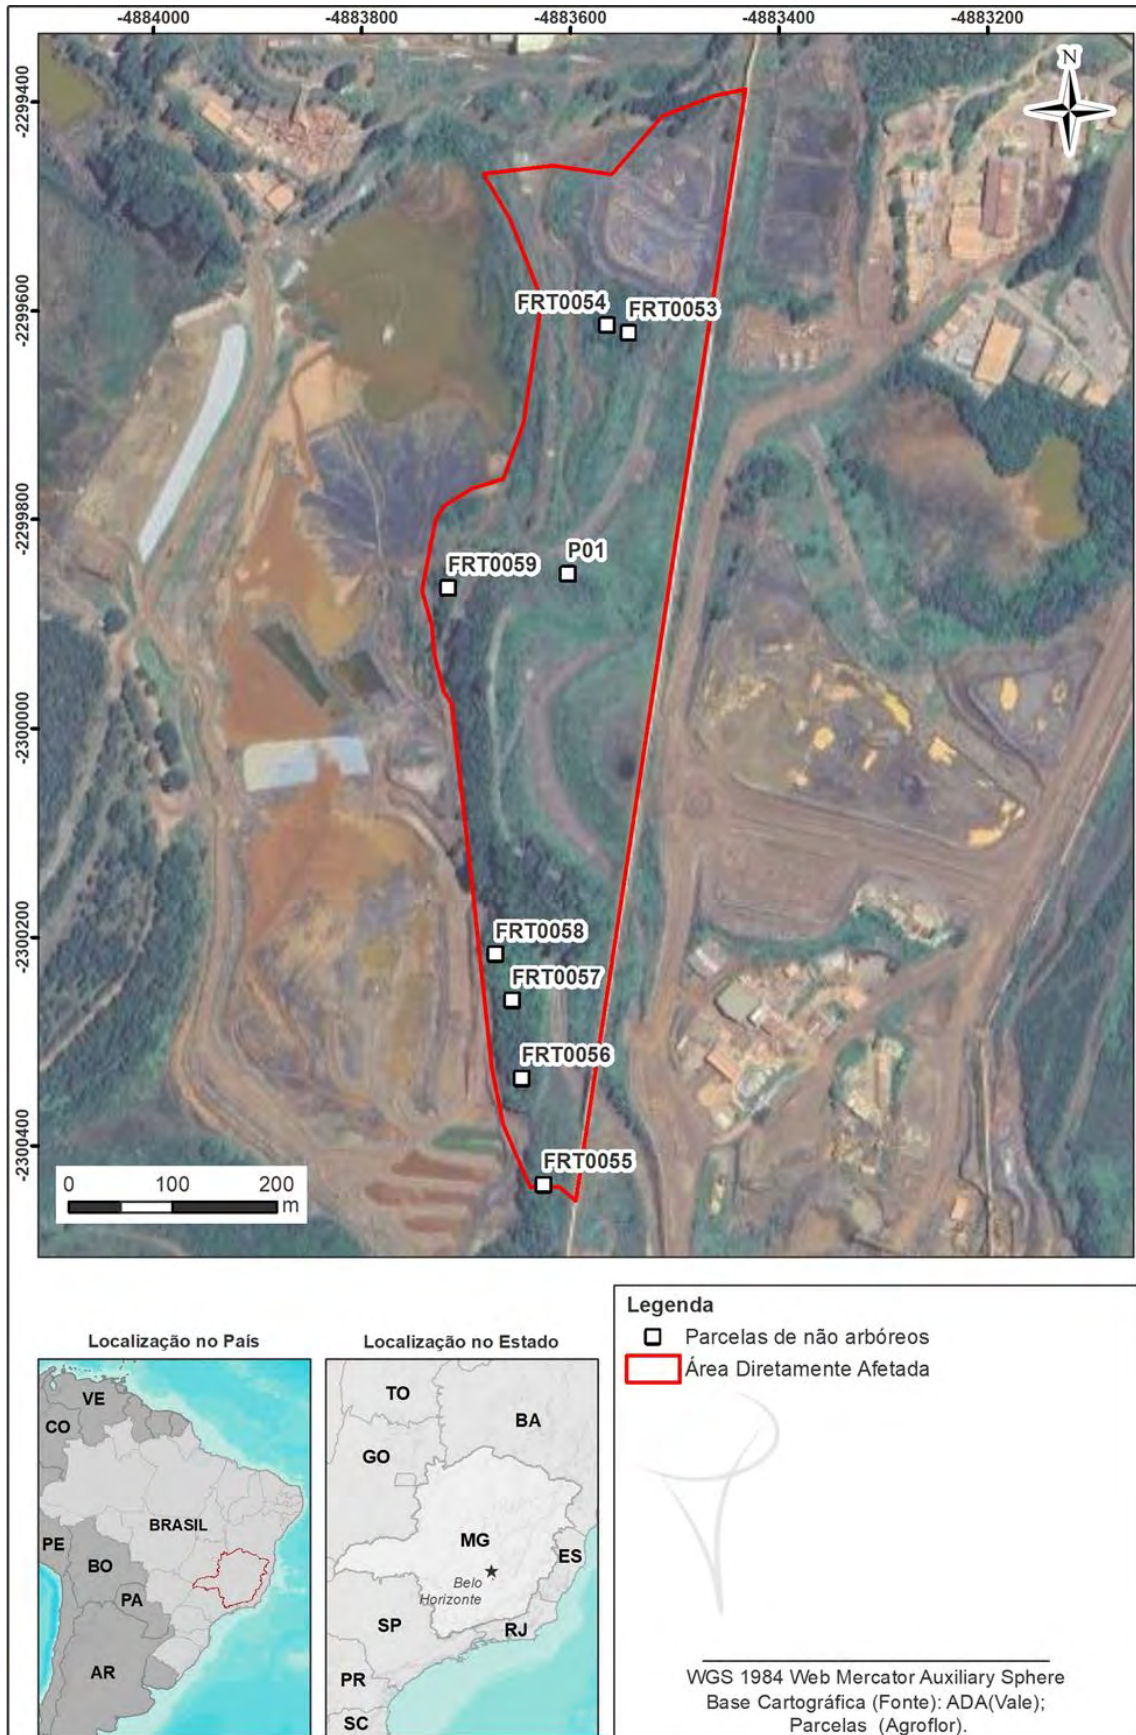 -4884000 -4883800 -4883600 -4883400 -4883200
-2299400
-2299600
-2299800
-2300000
-2300200
-2300400
N
FRT0054
FRT0053
P01
FRT0059
FRT0058
FRT0057
FRT0056
FRT0055
0 100 200
m
Localização no País
VE
CO
BRASIL
PE
BO
PA
AR
Localização no Estado
TO
BA
GO
MG
ES
Belo
Horizonte
SP
RJ
PR
SC
Legenda
Parcelas de não arbóreos
Área Diretamente Afetada
WGS 1984 Web Mercator Auxiliary Sphere
Base Cartográfica (Fonte): ADA(Vale);
Parcelas (Agroflor).